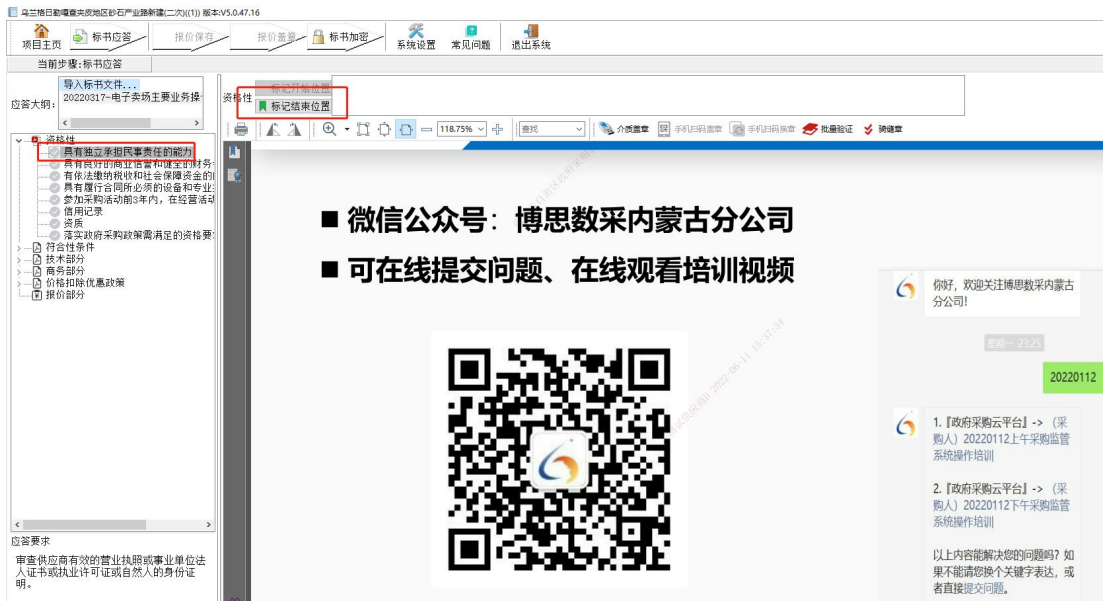 乌兰格日勒嘎查夹皮地区砂石产业路新建(二次)((1)) 版本:V5.0.47.16
项目主页
标书应答
报价保存
报价盖章
标书加密
系统设置
常见问题
退出系统
当前步骤:标书应答
应答大纲:
导入标书文件...
20220317-电子卖场主要业务操
资格性
标记开始位置
标记结束位置
118.75%
查找
介质盖章
手机扫码盖章
手机扫码换章
批量验证
骑缝章
资格性
具有独立承担民事责任的能力
具有良好的商业信誉和健全的财务
有依法缴纳税收和社会保障资金的
具有履行合同所必须的设备和专业
参加采购活动前3年内，在经营活动
信用记录
资质
落实政府采购政策需满足的资格要
符合性条件
技术部分
商务部分
价格扣除优惠政策
报价部分
应答要求
审查供应商有效的营业执照或事业单位法
人证书或执业许可证或自然人的身份证
明。
■ 微信公众号：博思数采内蒙古分公司
■ 可在线提交问题、在线观看培训视频
2022-06-11 15:37:34
你好，欢迎关注博思数采内蒙古
分公司!
星期一 23:25
20220112
1.『政府采购云平台』->（采
购人）20220112上午采购监管
系统操作培训
2.『政府采购云平台』->（采
购人）20220112下午采购监管
系统操作培训
以上内容能解决您的问题吗？如
果不能请您换个关键字表达，或
者直接提交问题。